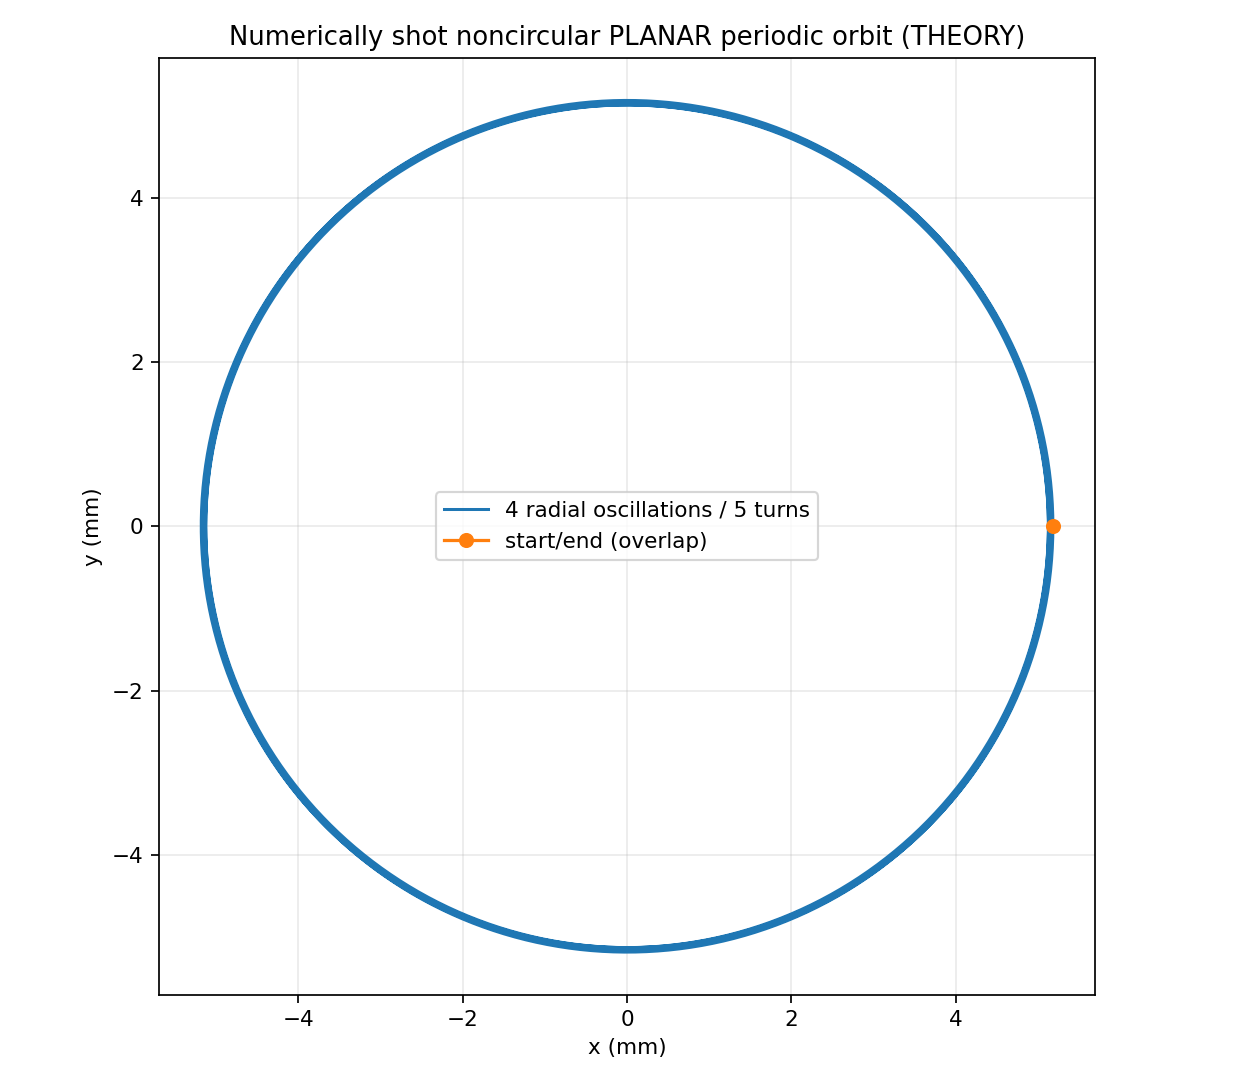 Numerically shot noncircular PLANAR periodic orbit (THEORY)
4
2
0
−2
−4
y (mm)
4 radial oscillations / 5 turns
start/end (overlap)
−4
−2
0
2
4
x (mm)